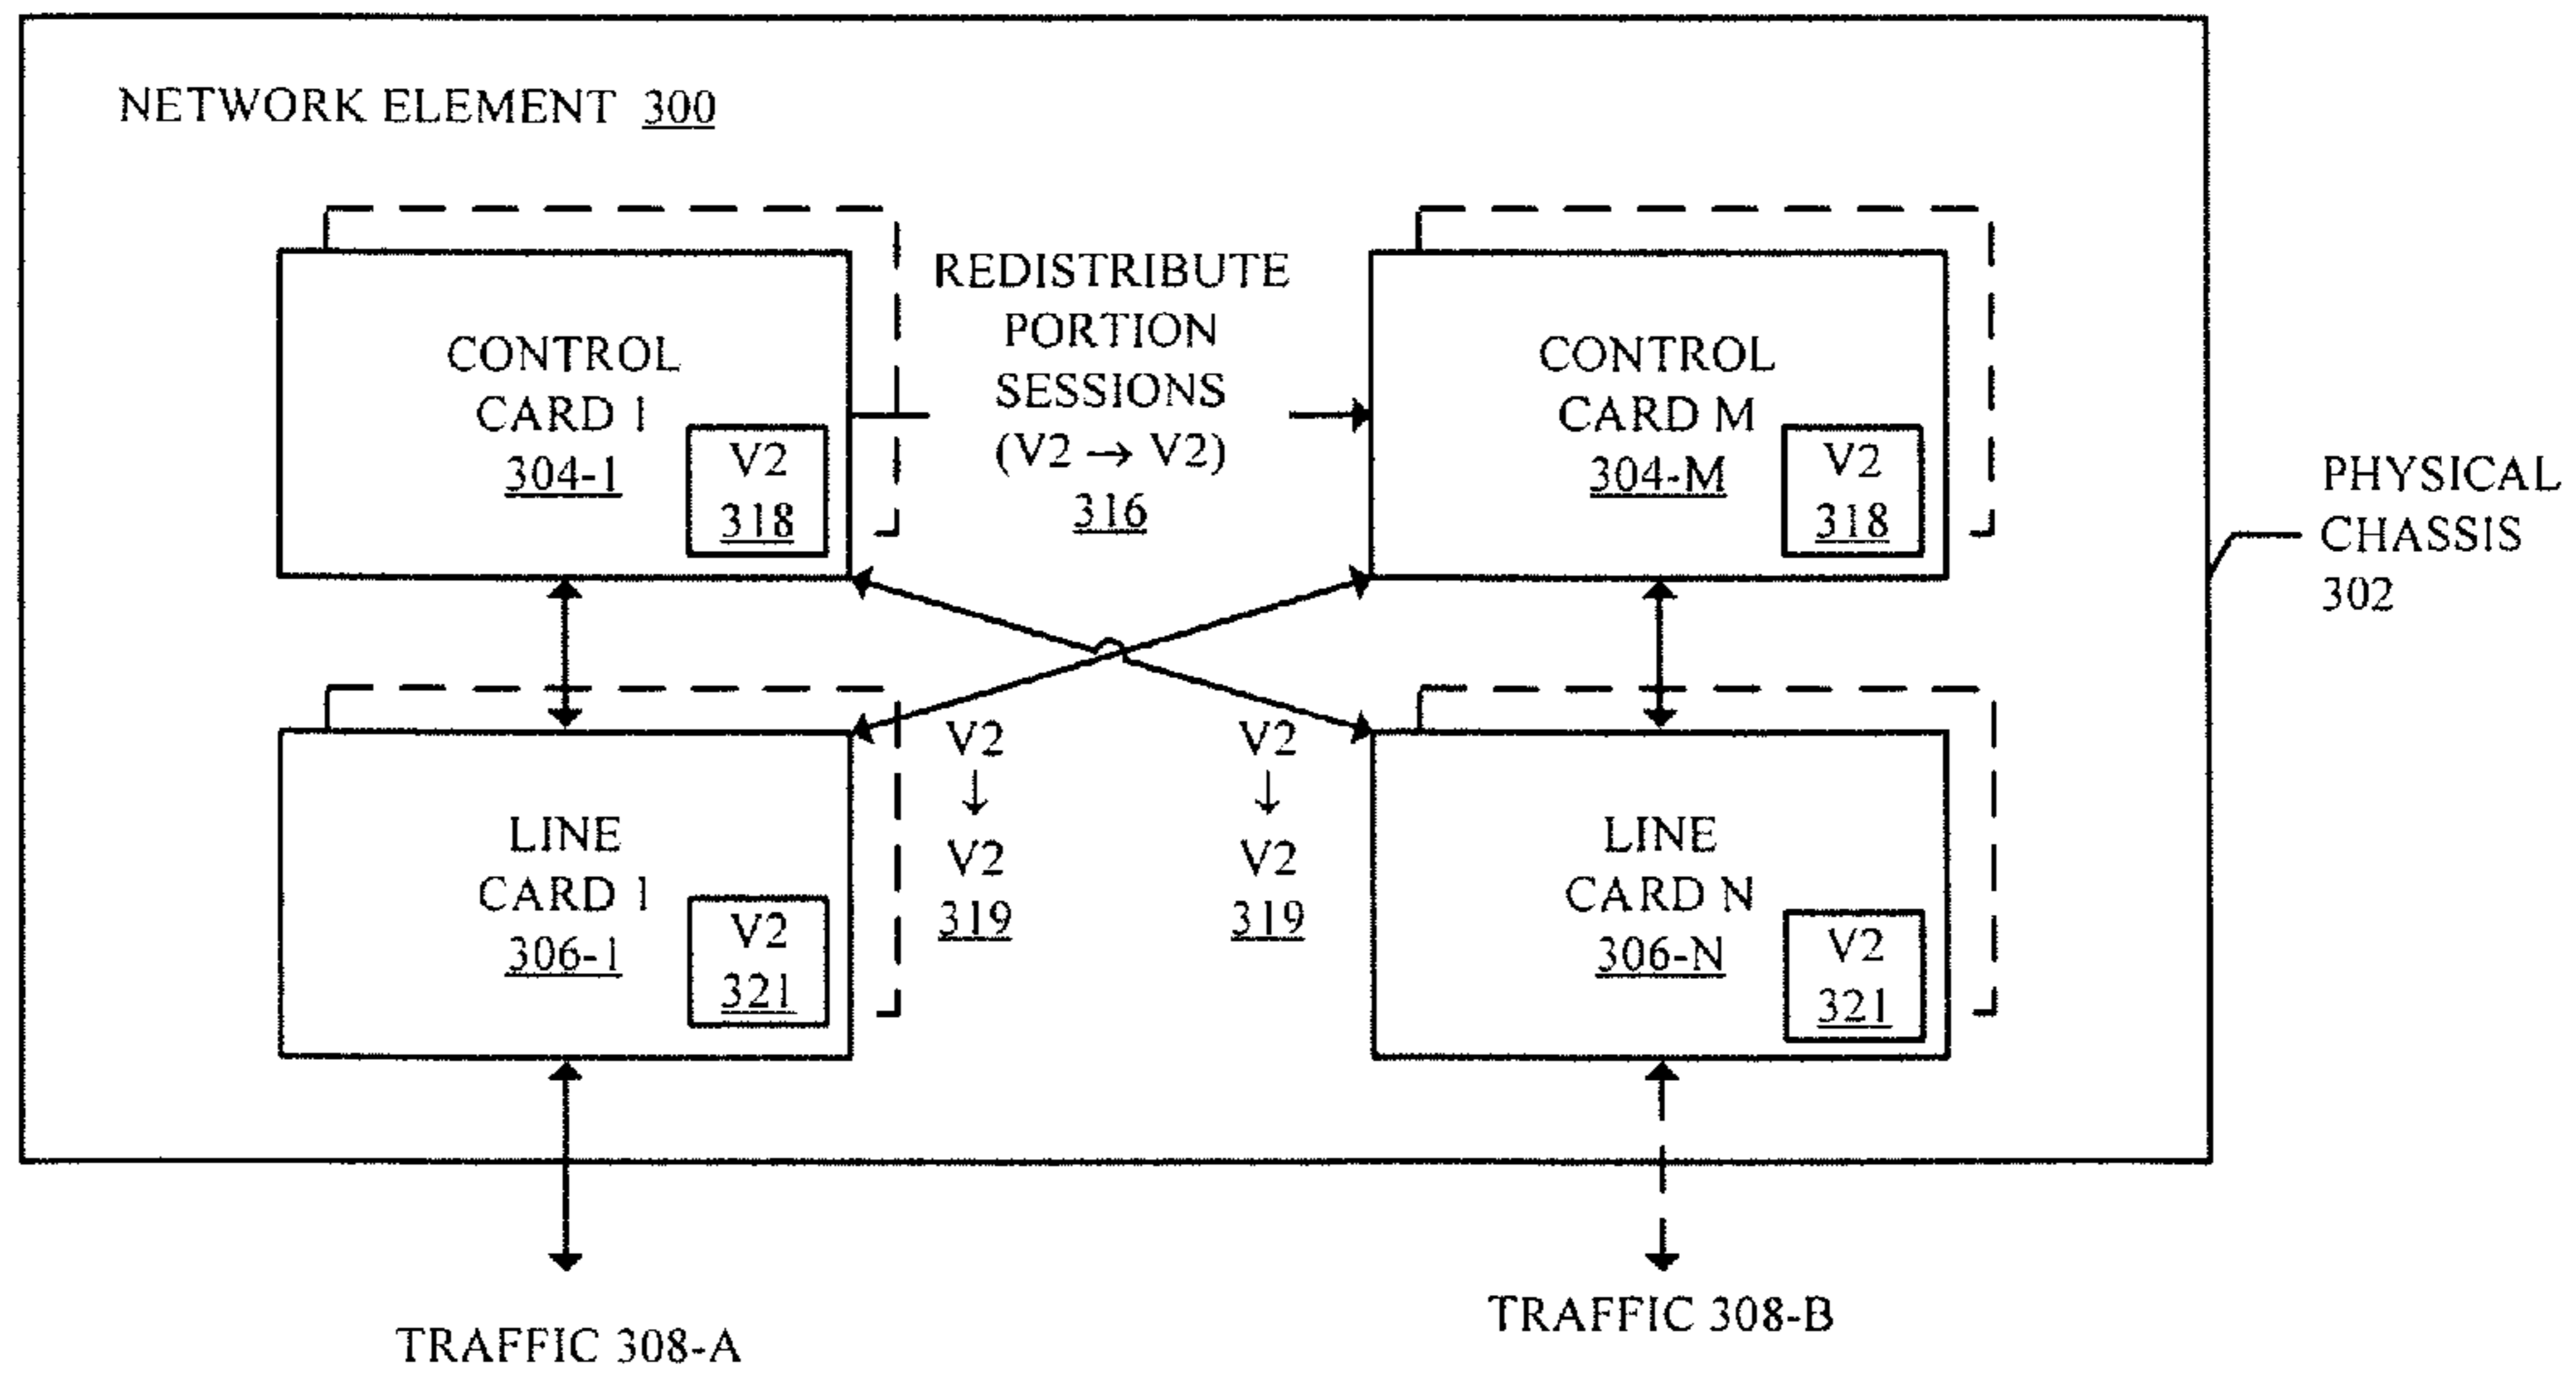 NETWORK ELEMENT 300
REDISTRIBUTE
PORTION
SESSIONS
(V2 → V2)
316
CONTROL
CARD 1
304-1
V2
318
CONTROL
CARD M
304-M
V2
318
PHYSICAL
CHASSIS
302
LINE
CARD 1
306-1
V2
321
V2
↓
V2
319
V2
↓
V2
319
LINE
CARD N
306-N
V2
321
TRAFFIC 308-A
TRAFFIC 308-B